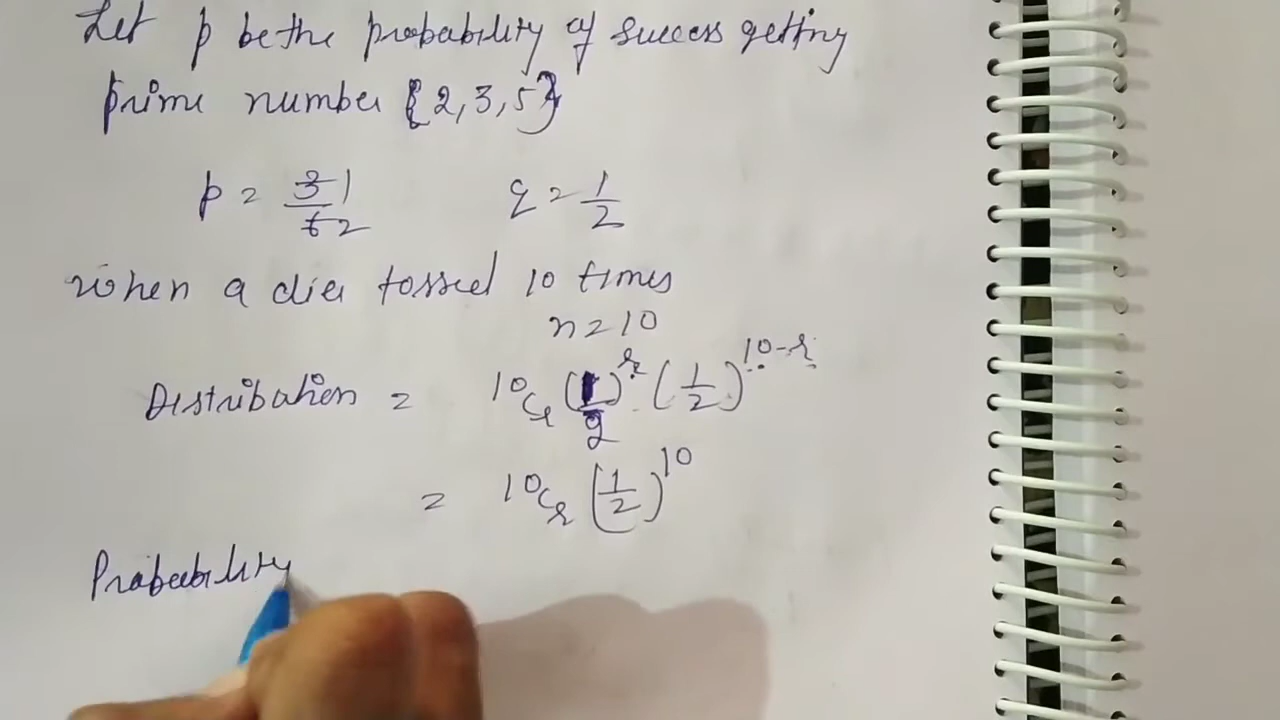 Let p be the probability of success getting
prime number {2,3,5}
p = 3/6 1/2 q = 1/2
when a die tossed 10 times
n = 10
Distribution = ¹⁰Cᵣ (1/2)ʳ (1/2)¹⁰⁻ʳ
= ¹⁰Cᵣ (1/2)¹⁰
Probability